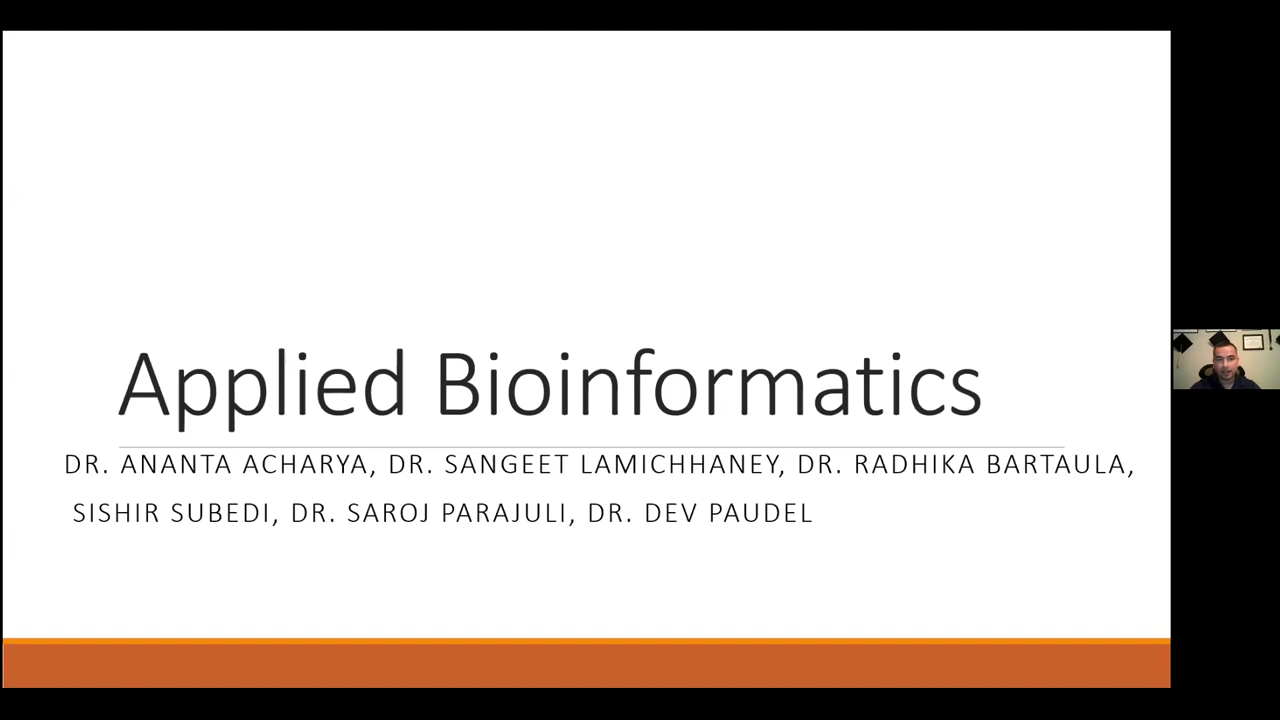 Applied Bioinformatics
DR. ANANTA ACHARYA, DR. SANGEET LAMICHHANEY, DR. RADHIKA BARTAULA,
SISHIR SUBEDI, DR. SAROJ PARAJULI, DR. DEV PAUDEL